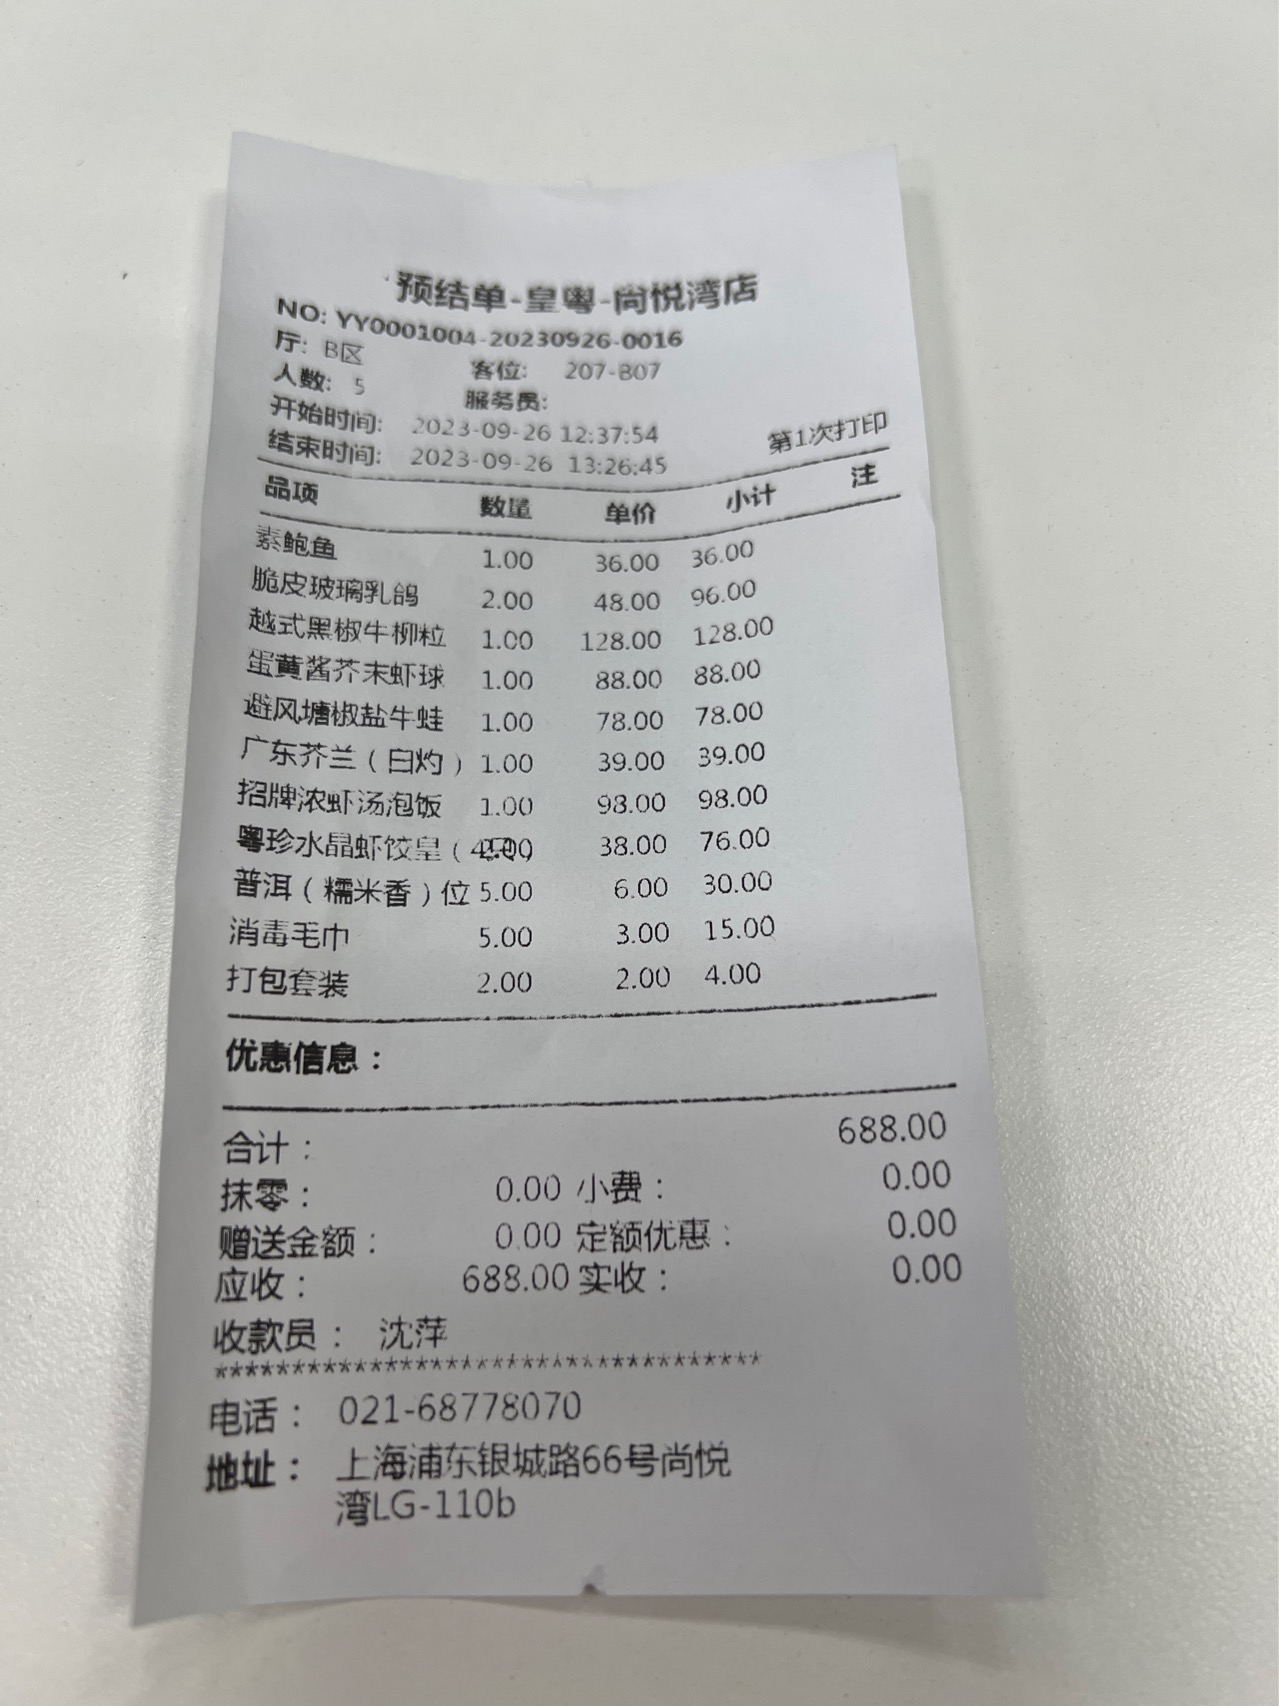 预结单-皇粤-尚悦湾店
NO: YY0001004-20230926-0016
厅: B区 客位: 207-B07
人数: 5 服务员:
开始时间: 2023-09-26 12:37:54
结束时间: 2023-09-26 13:26:45 第1次打印
品项 数量 单价 小计 注
素鲍鱼 1.00 36.00 36.00
脆皮玻璃乳鸽 2.00 48.00 96.00
越式黑椒牛柳粒 1.00 128.00 128.00
蛋黄酱芥末虾球 1.00 88.00 88.00
避风塘椒盐牛蛙 1.00 78.00 78.00
广东芥兰（白灼） 1.00 39.00 39.00
招牌浓虾汤泡饭 1.00 98.00 98.00
粤珍水晶虾饺皇（4只） 2.00 38.00 76.00
普洱（糯米香）位 5.00 6.00 30.00
消毒毛巾 5.00 3.00 15.00
打包套装 2.00 2.00 4.00
优惠信息：
合计： 688.00
抹零： 0.00 小费： 0.00
赠送金额： 0.00 定额优惠： 0.00
应收： 688.00 实收： 0.00
收款员： 沈萍
************************************
电话： 021-68778070
地址： 上海浦东银城路66号尚悦
湾LG-110b